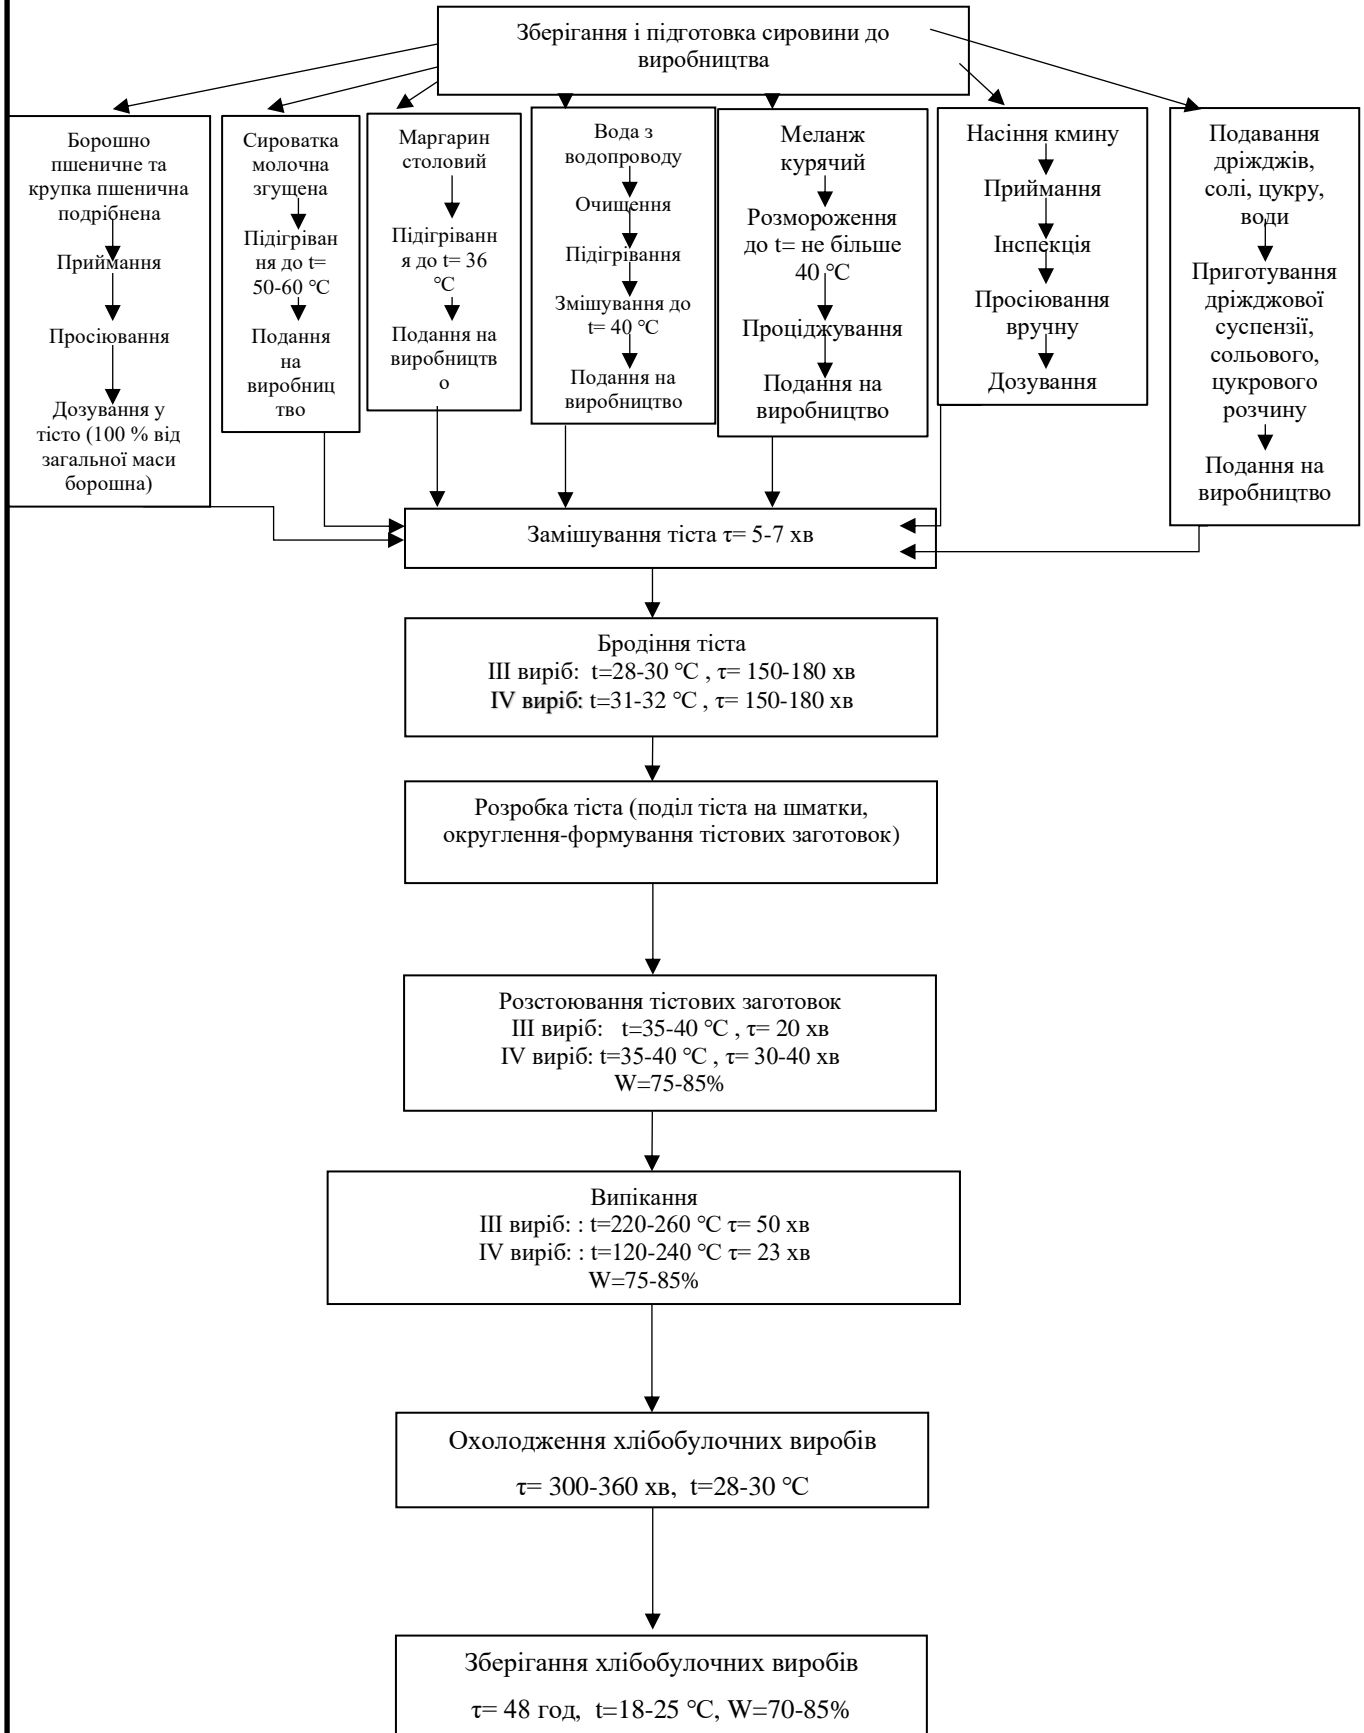 Зберігання і підготовка сировини до
виробництва
Борошно
пшеничне та
крупка пшенична
подрібнена
Приймання
Просіювання
Дозування у
тісто (100 % від
загальної маси
борошна)
Сироватка
молочна
згущена
Підігріван
ня до t=
50-60 °С
Подання
на
виробниц
тво
Маргарин
столовий
Підігріванн
я до t= 36
°С
Подання на
виробництв
о
Вода з
водопроводу
Очищення
Підігрівання
Змішування до
t= 40 °С
Подання на
виробництво
Меланж
курячий
Розмороження
до t= не більше
40 °С
Проціджування
Подання на
виробництво
Насіння кмину
Приймання
Інспекція
Просіювання
вручну
Дозування
Подавання
дріжджів,
солі, цукру,
води
Приготування
дріжджової
суспензії,
сольового,
цукрового
розчину
Подання на
виробництво
Замішування тіста τ= 5-7 хв
Бродіння тіста
ІІІ виріб: t=28-30 °С , τ= 150-180 хв
ІV виріб: t=31-32 °С , τ= 150-180 хв
Розробка тіста (поділ тіста на шматки,
округлення-формування тістових заготовок)
Розстоювання тістових заготовок
ІІІ виріб: t=35-40 °С , τ= 20 хв
ІV виріб: t=35-40 °С , τ= 30-40 хв
W=75-85%
Випікання
ІІІ виріб: : t=220-260 °С τ= 50 хв
ІV виріб: : t=120-240 °С τ= 23 хв
W=75-85%
Охолодження хлібобулочних виробів
τ= 300-360 хв, t=28-30 °С
Зберігання хлібобулочних виробів
τ= 48 год, t=18-25 °С, W=70-85%